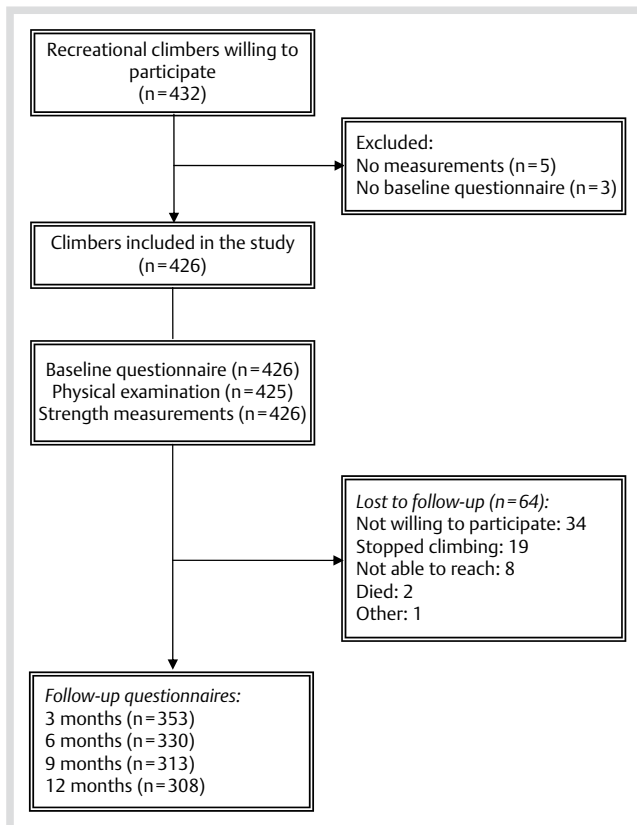 Recreational climbers willing to
participate
(n=432)
Excluded:
No measurements (n=5)
No baseline questionnaire (n=3)
Climbers included in the study
(n=426)
Baseline questionnaire (n=426)
Physical examination (n=425)
Strength measurements (n=426)
Lost to follow-up (n=64):
Not willing to participate: 34
Stopped climbing: 19
Not able to reach: 8
Died: 2
Other: 1
Follow-up questionnaires:
3 months (n=353)
6 months (n=330)
9 months (n=313)
12 months (n=308)